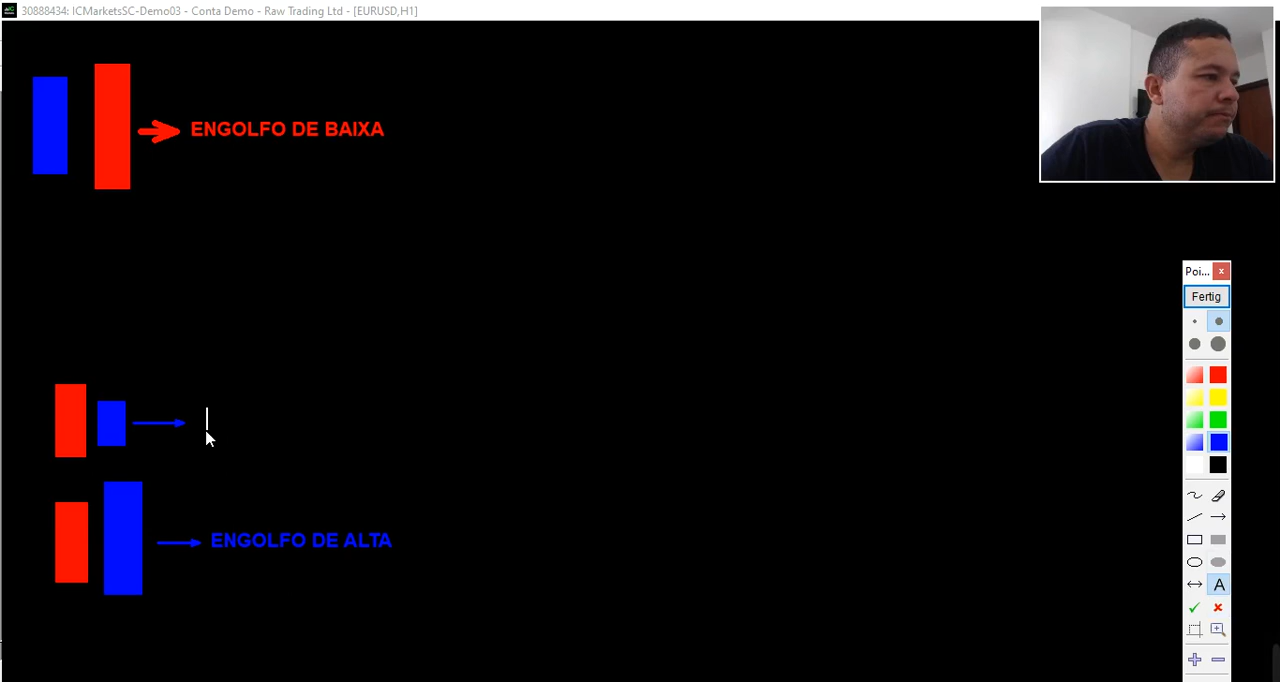 30888434: ICMarketsSC-Demo03 - Conta Demo - Raw Trading Ltd - [EURUSD,H1]
ENGOLFO DE BAIXA
Poi...
Fertig
ENGOLFO DE ALTA
A